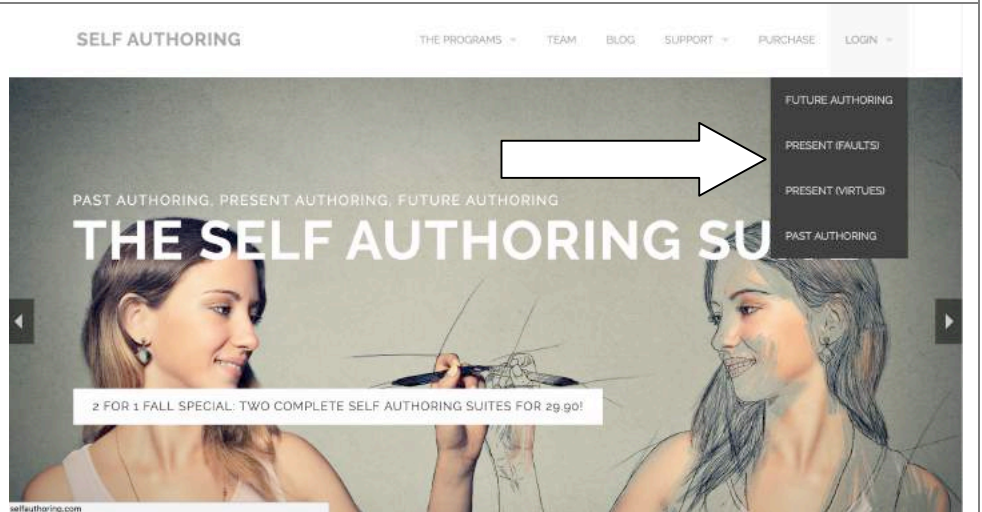 SELF AUTHORING
THE PROGRAMS TEAM BLOG SUPPORT PURCHASE LOGIN
FUTURE AUTHORING
PRESENT (FAULTS)
PRESENT (VIRTUES)
PAST AUTHORING
PAST AUTHORING, PRESENT AUTHORING, FUTURE AUTHORING
THE SELF AUTHORING
2 FOR 1 FALL SPECIAL: TWO COMPLETE SELF AUTHORING SUITES FOR 29.90!
selfauthoring.com